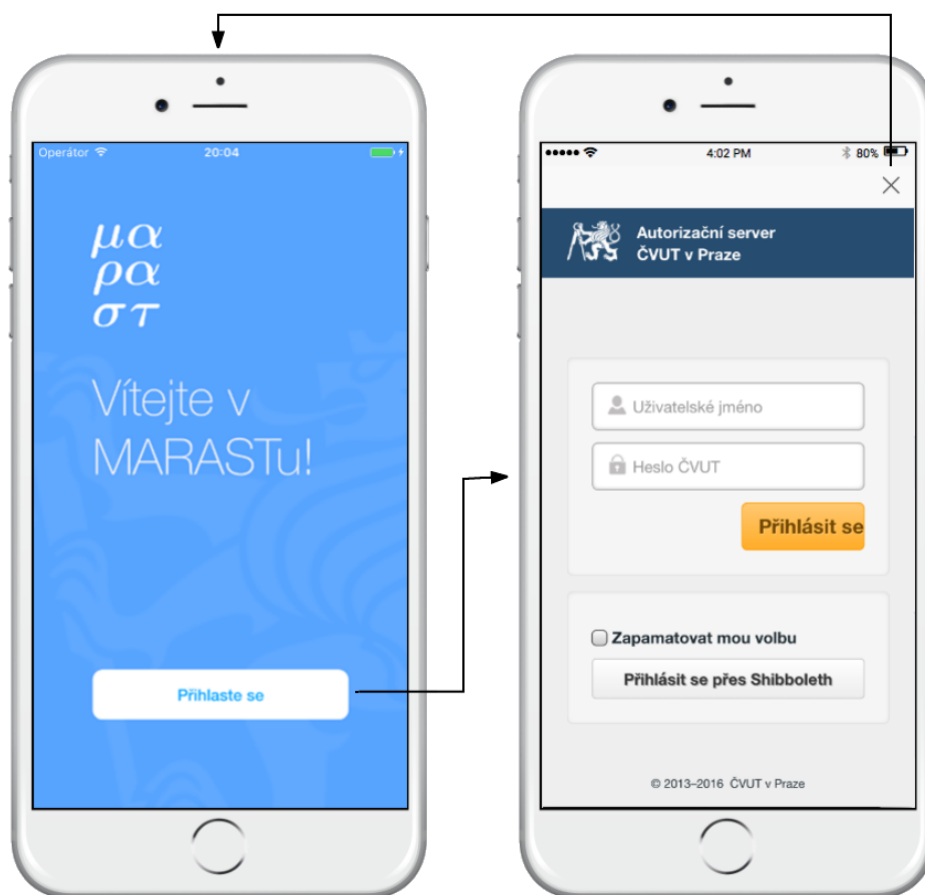 Operátor
20:04
μα
ρα
στ
Vítejte v
MARASTu!
Přihlaste se
4:02 PM
80%
Autorizační server
ČVUT v Praze
Uživatelské jméno
Heslo ČVUT
Přihlásit se
Zapamatovat mou volbu
Přihlásit se přes Shibboleth
© 2013–2016 ČVUT v Praze